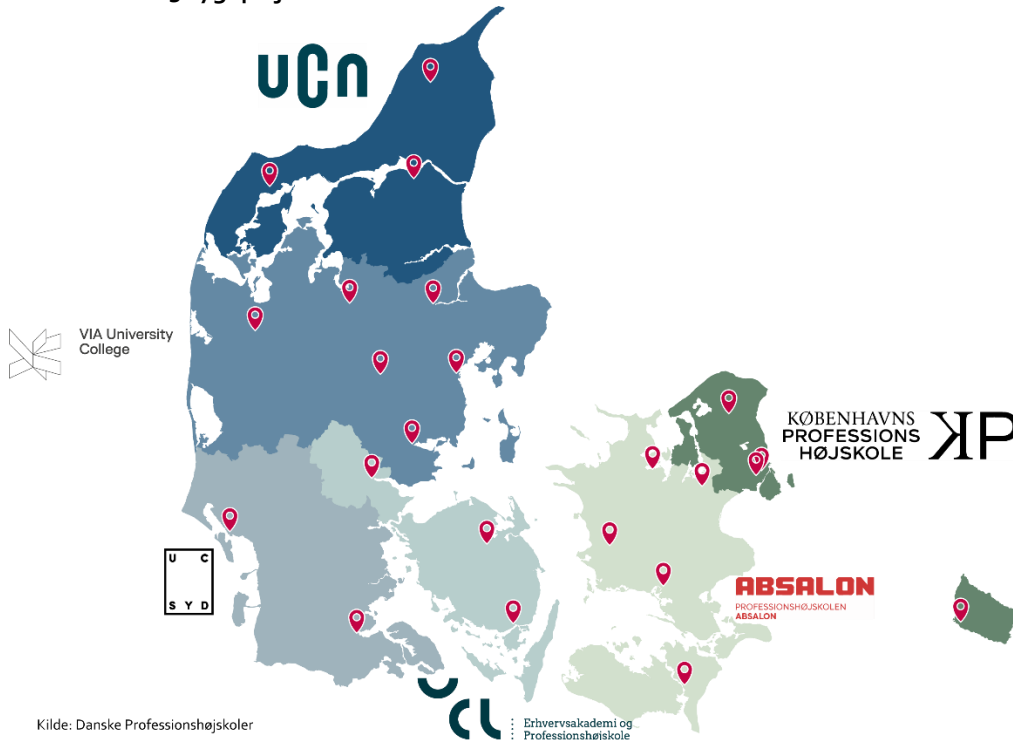 ucn
VIA University
College
KØBENHAVNS
PROFESSIONS
HØJSKOLE
KP
U C
S Y D
ABSALON
PROFESSIONSHØJSKOLEN
ABSALON
UCL
Erhvervsakademi og
Professionshøjskole
Kilde: Danske Professionshøjskoler